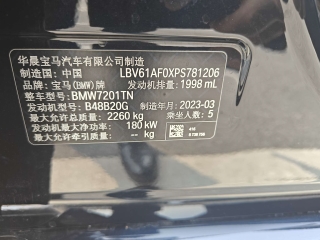 华晨宝马汽车有限公司制造
制造国：中国 LBV61AF0XPS781206
品牌：宝马(BMW)牌 发动机排量：1998 mL
整车型号：BMW7201TN
发动机型号：B48B20G 制造年月：2023-03
最大允许总质量：2260 kg 乘坐人数：5
发动机最大净功率：180 kW
最大允许牵引质量：-- kg